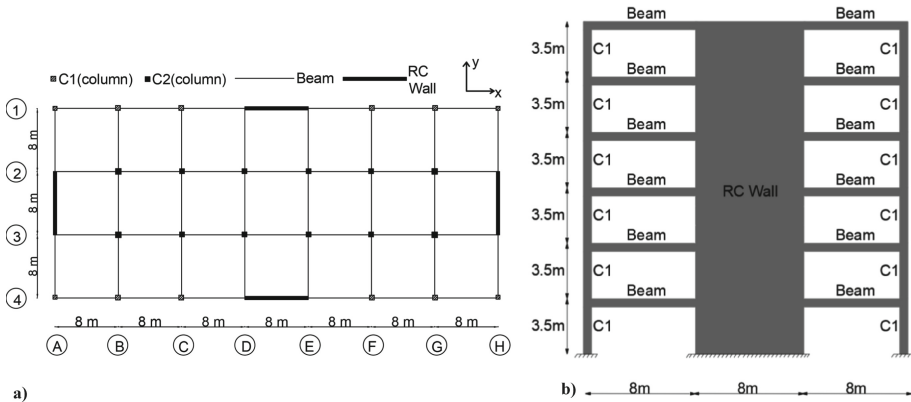 C1(column) C2(column) Beam RC Wall
y
x
1
8 m
2
8 m
3
8 m
4
8 m 8 m 8 m 8 m 8 m 8 m 8 m
A B C D E F G H
a)
Beam Beam
3.5m C1 C1
Beam Beam
3.5m C1 C1
Beam Beam
3.5m C1 C1
Beam RC Wall Beam
3.5m C1 C1
Beam Beam
3.5m C1 C1
Beam Beam
3.5m C1 C1
8m 8m 8m
b)